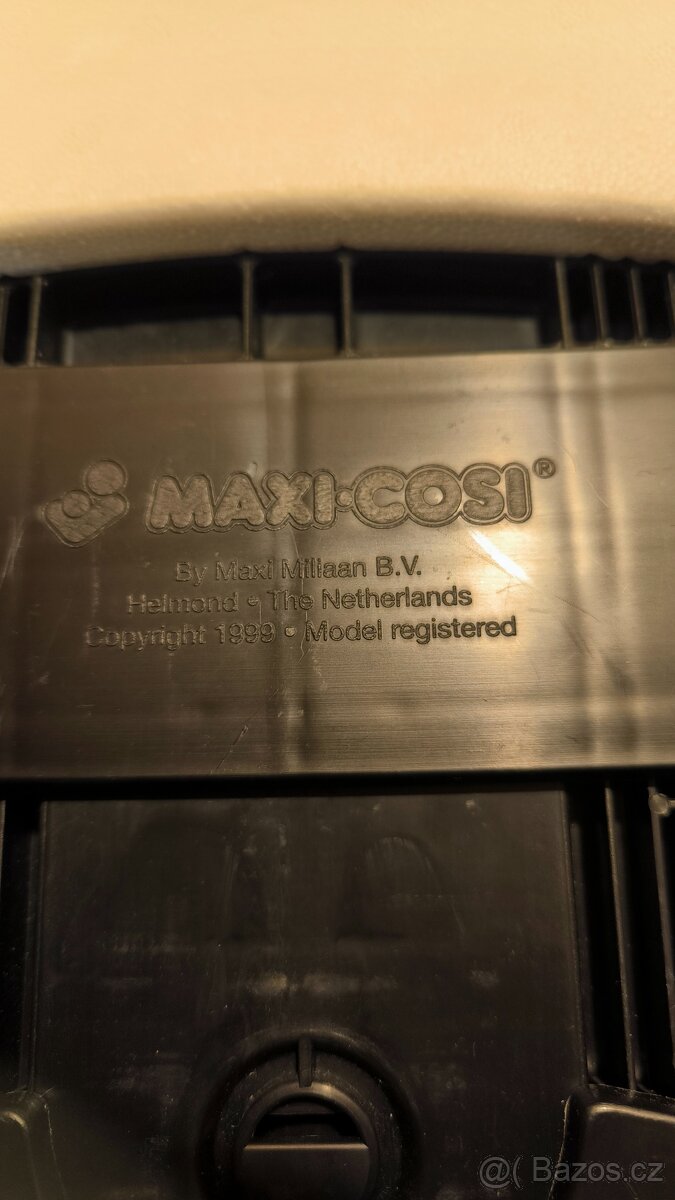 MAXI·COSI®
By Maxi Miliaan B.V.
Helmond • The Netherlands
Copyright 1999 • Model registered
@( Bazos.cz